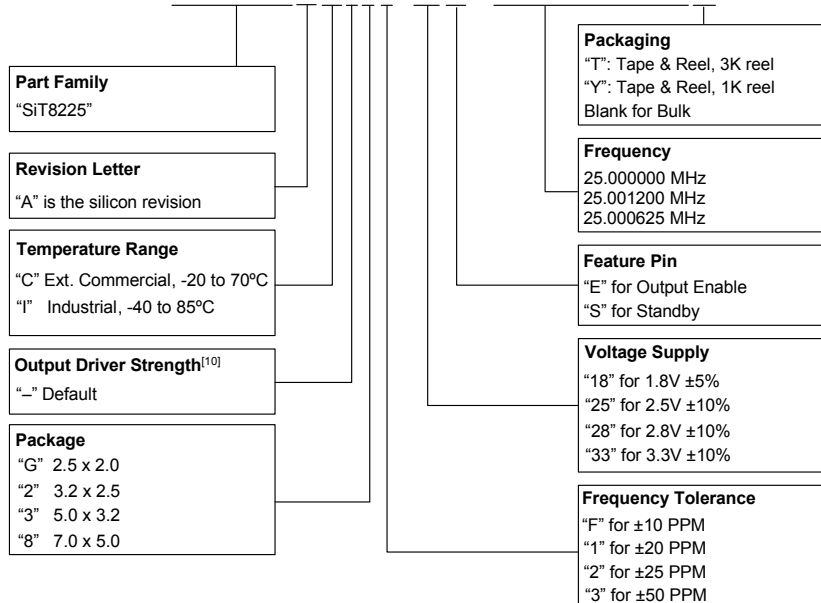 Part Family
“SiT8225”
Revision Letter
“A” is the silicon revision
Temperature Range
“C” Ext. Commercial, -20 to 70ºC
“I” Industrial, -40 to 85ºC
Output Driver Strength[10]
“–” Default
Package
“G” 2.5 x 2.0
“2” 3.2 x 2.5
“3” 5.0 x 3.2
“8” 7.0 x 5.0
Packaging
“T”: Tape & Reel, 3K reel
“Y”: Tape & Reel, 1K reel
Blank for Bulk
Frequency
25.000000 MHz
25.001200 MHz
25.000625 MHz
Feature Pin
“E” for Output Enable
“S” for Standby
Voltage Supply
“18” for 1.8V ±5%
“25” for 2.5V ±10%
“28” for 2.8V ±10%
“33” for 3.3V ±10%
Frequency Tolerance
“F” for ±10 PPM
“1” for ±20 PPM
“2” for ±25 PPM
“3” for ±50 PPM